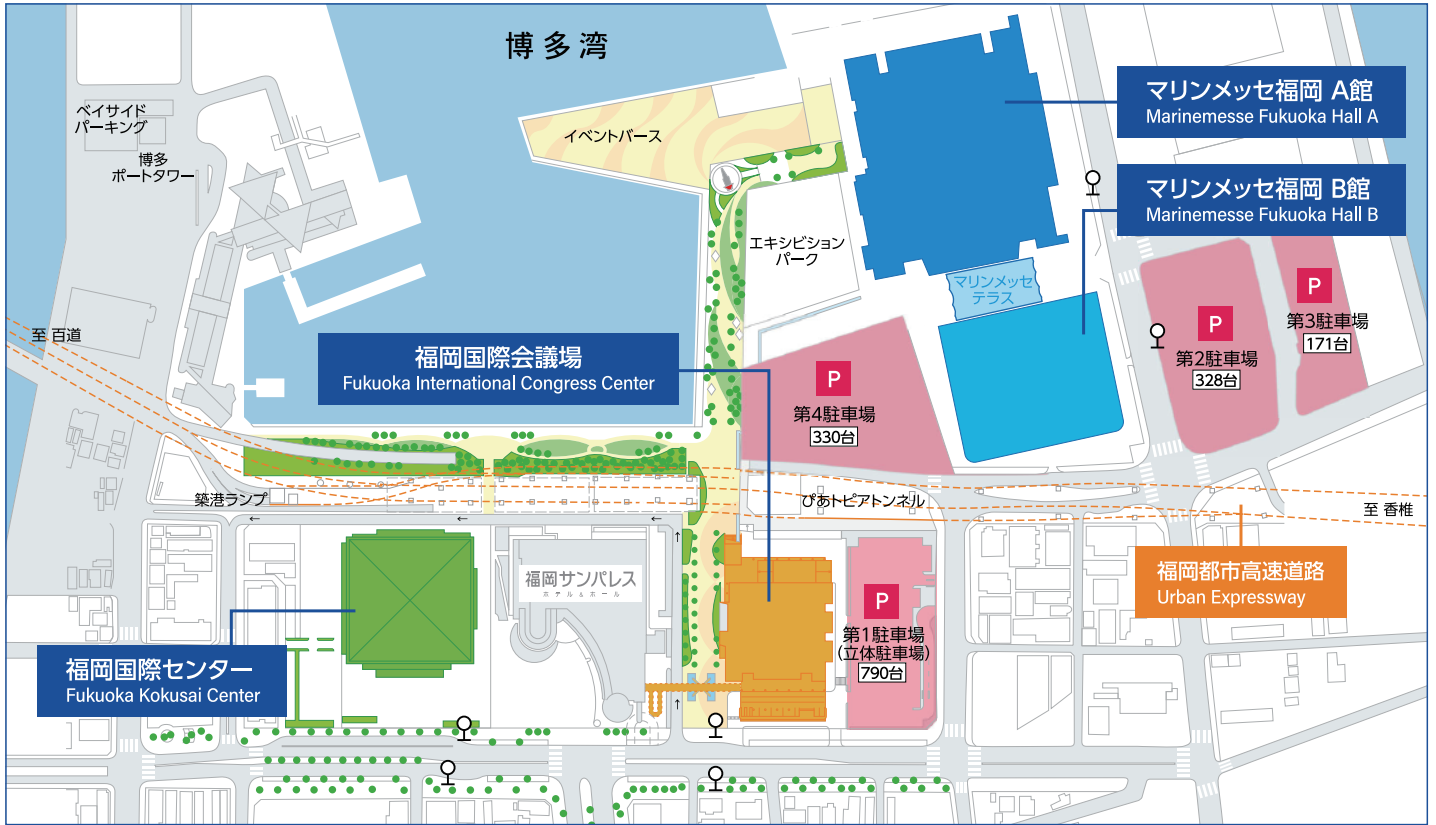 博多湾
マリンメッセ福岡 A館
Marinemesse Fukuoka Hall A
ベイサイド
パーキング
イベントバース
博多
ポートタワー
マリンメッセ福岡 B館
Marinemesse Fukuoka Hall B
エキシビション
パーク
マリンメッセ
テラス
P
第3駐車場
171台
P
第2駐車場
328台
至 百道
福岡国際会議場
Fukuoka International Congress Center
P
第4駐車場
330台
築港ランプ
ぴあトピアトンネル
至 香椎
←
←
←
↑
福岡サンパレス
ホテル&ホール
福岡都市高速道路
Urban Expressway
P
第1駐車場
(立体駐車場)
790台
福岡国際センター
Fukuoka Kokusai Center
↑